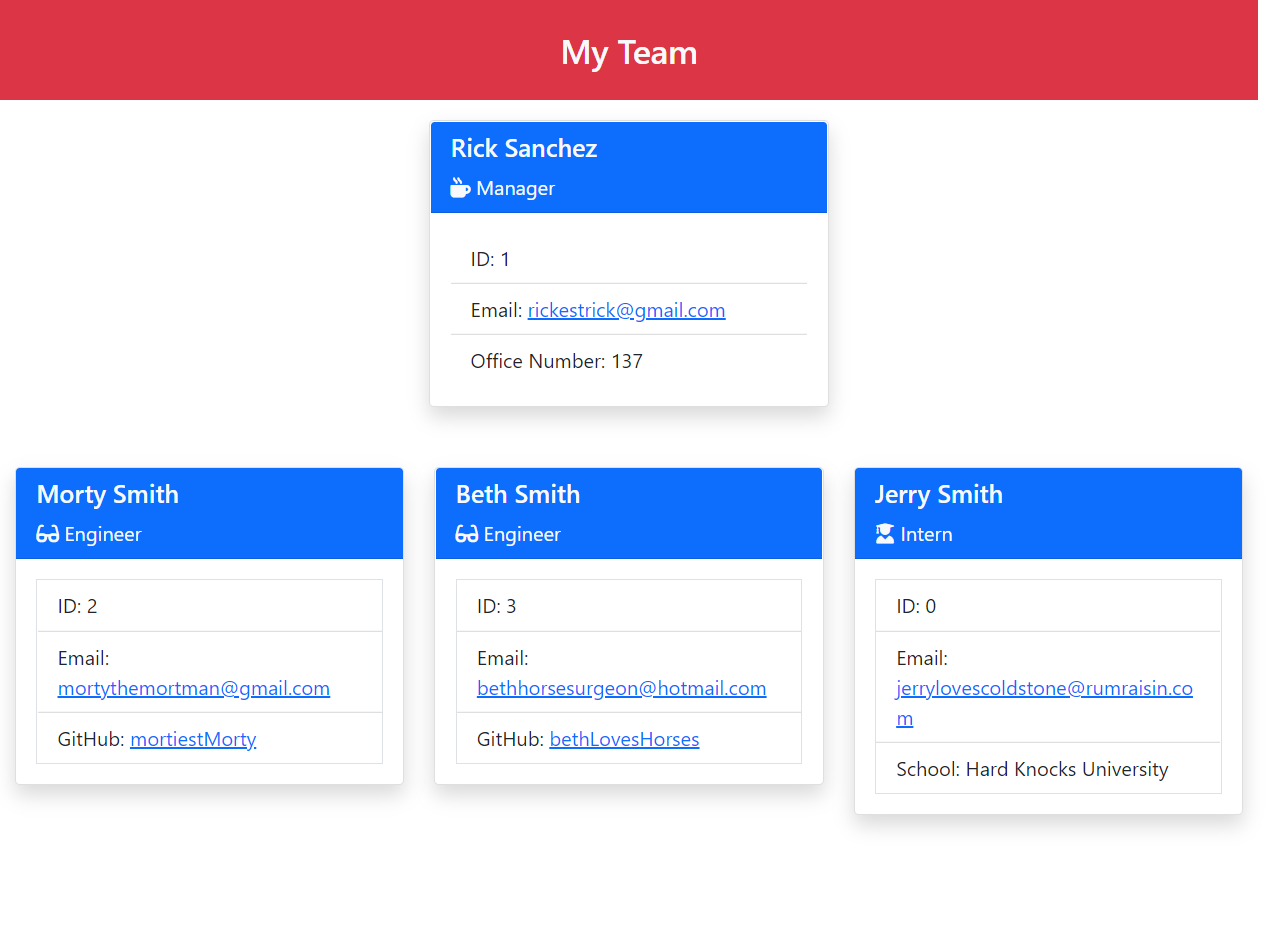 My Team
Rick Sanchez
Manager
ID: 1
Email: rickestrick@gmail.com
Office Number: 137
Morty Smith
Engineer
ID: 2
Email:
mortythemortman@gmail.com
GitHub: mortiestMorty
Beth Smith
Engineer
ID: 3
Email:
bethhorsesurgeon@hotmail.com
GitHub: bethLovesHorses
Jerry Smith
Intern
ID: 0
Email:
jerrylovescoldstone@rumraisin.co
m
School: Hard Knocks University